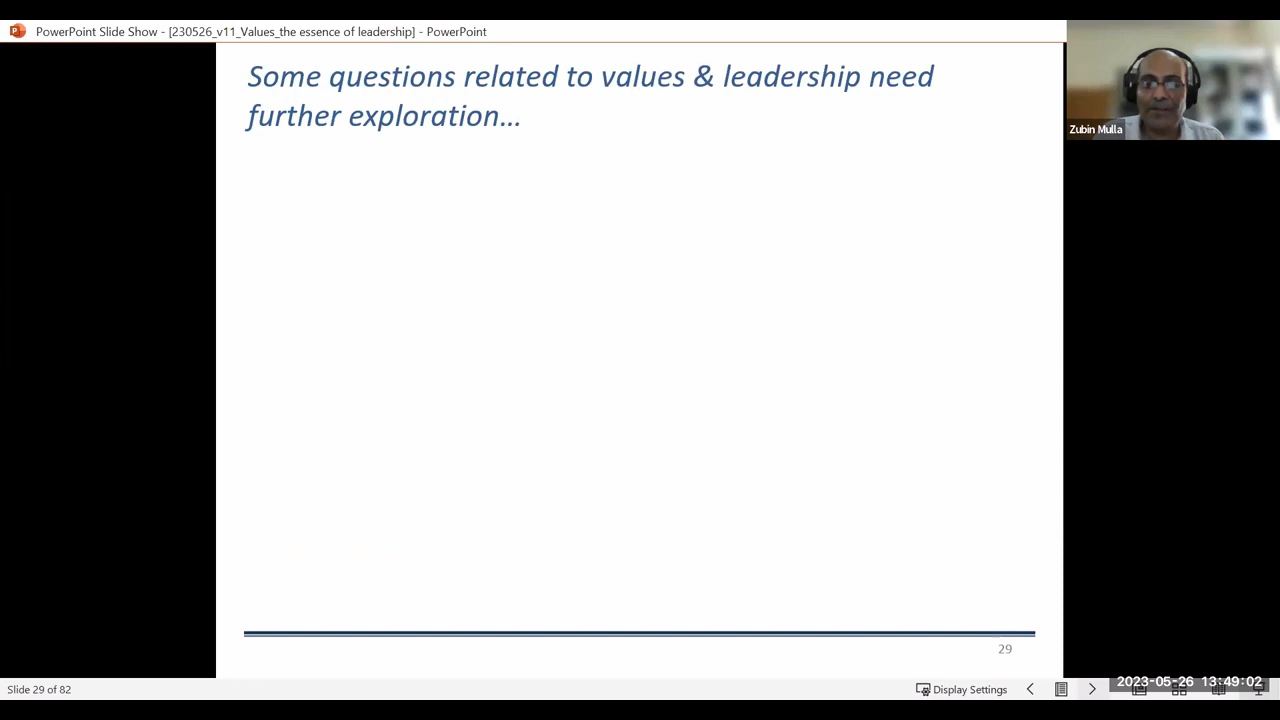 PowerPoint Slide Show - [230526_v11_Values_the essence of leadership] - PowerPoint
Some questions related to values & leadership need
further exploration...
Zubin Mulla
29
Slide 29 of 82
Display Settings
2023-05-26 13:49:02